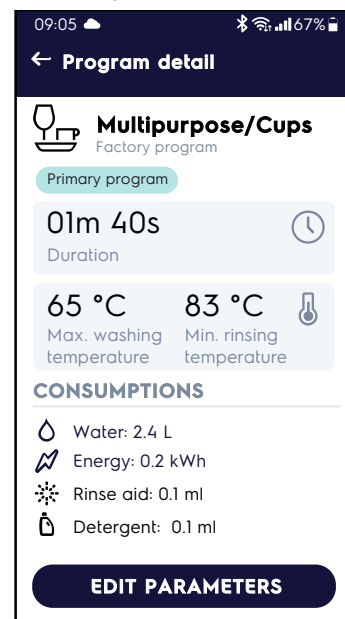 09:05 67%
← Program detail
Multipurpose/Cups
Factory program
Primary program
01m 40s
Duration
65 °C 83 °C
Max. washing Min. rinsing
temperature temperature
CONSUMPTIONS
Water: 2.4 L
Energy: 0.2 kWh
Rinse aid: 0.1 ml
Detergent: 0.1 ml
EDIT PARAMETERS